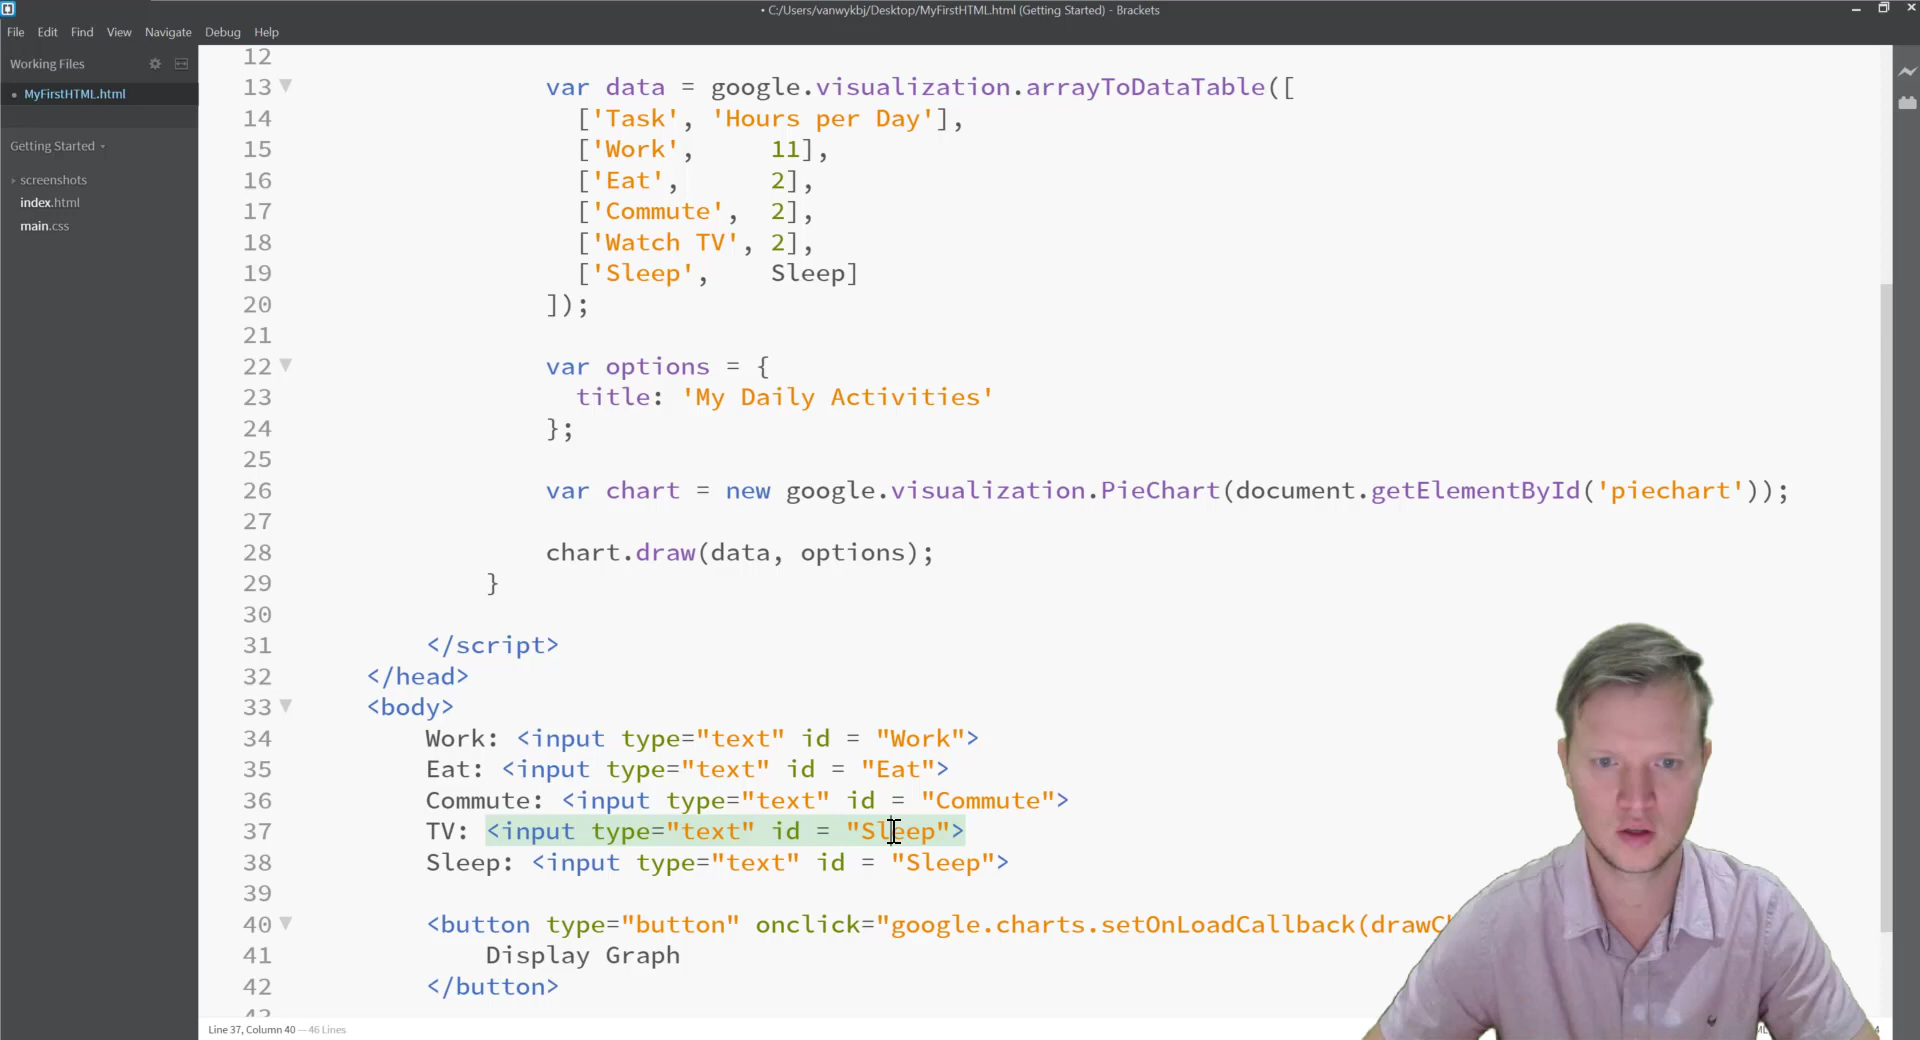 • C:/Users/vanwykbj/Desktop/MyFirstHTML.html (Getting Started) - Brackets
File Edit Find View Navigate Debug Help
Working Files
• MyFirstHTML.html
Getting Started
screenshots
index.html
main.css
12
13 var data = google.visualization.arrayToDataTable([
14 ['Task', 'Hours per Day'],
15 ['Work', 11],
16 ['Eat', 2],
17 ['Commute', 2],
18 ['Watch TV', 2],
19 ['Sleep', Sleep]
20 ]);
21
22 var options = {
23 title: 'My Daily Activities'
24 };
25
26 var chart = new google.visualization.PieChart(document.getElementById('piechart'));
27
28 chart.draw(data, options);
29 }
30
31 </script>
32 </head>
33 <body>
34 Work: <input type="text" id = "Work">
35 Eat: <input type="text" id = "Eat">
36 Commute: <input type="text" id = "Commute">
37 TV: <input type="text" id = "Sleep">
38 Sleep: <input type="text" id = "Sleep">
39
40 <button type="button" onclick="google.charts.setOnLoadCallback(drawC
41 Display Graph
42 </button>
Line 37, Column 40 — 46 Lines